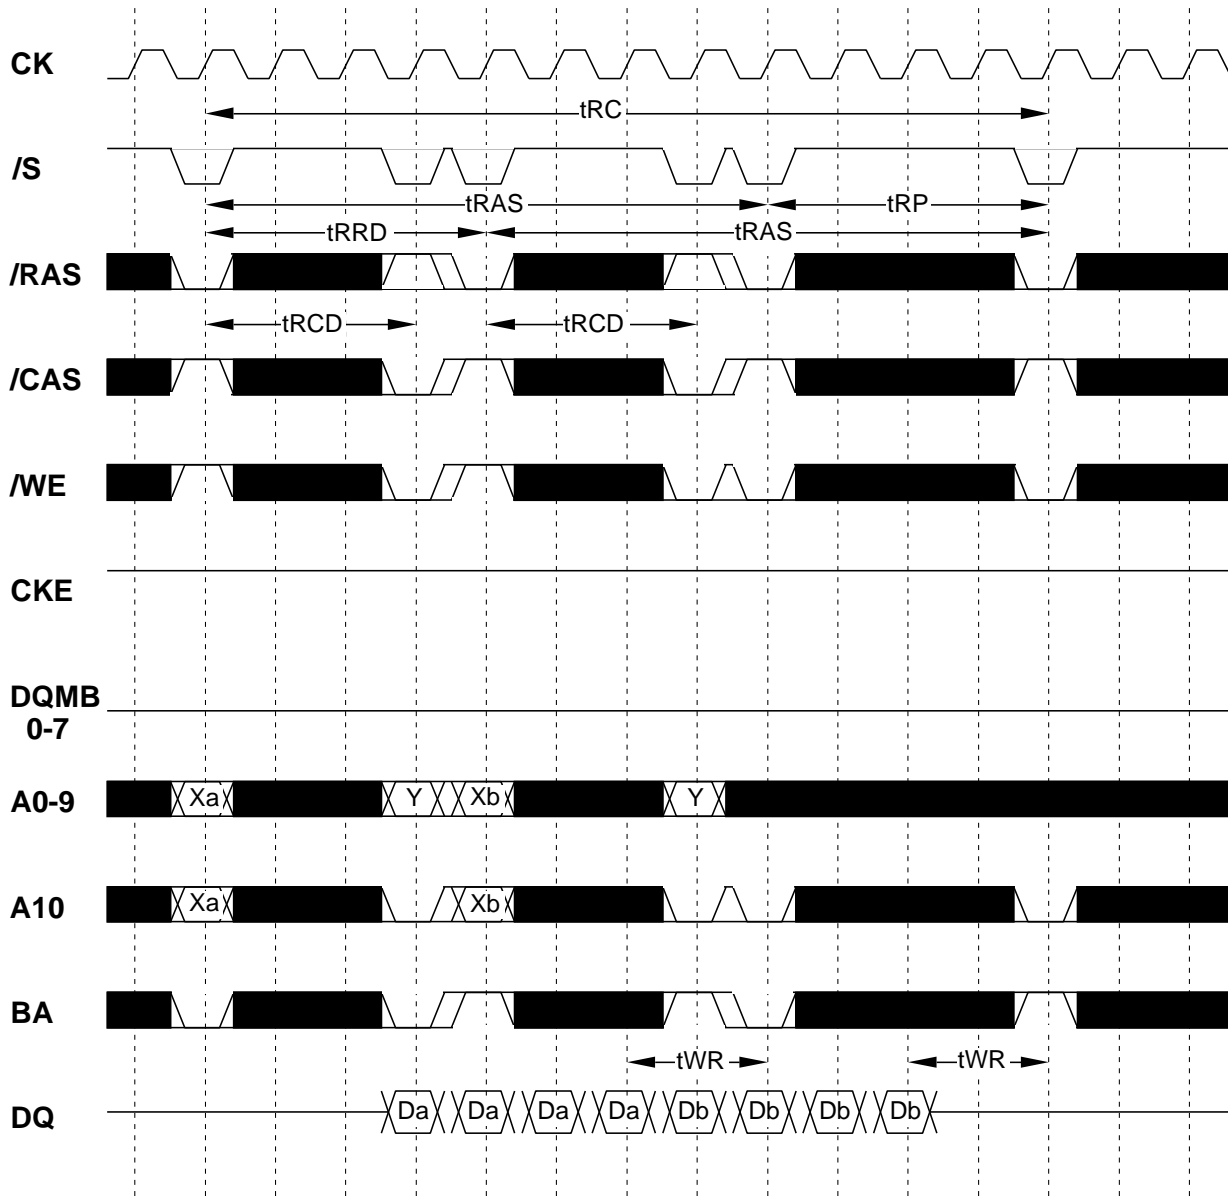 CK
tRC
/S
tRAS tRP
tRRD tRAS
/RAS
tRCD tRCD
/CAS
/WE
CKE
DQMB
0-7
A0-9 Xa Y Xb Y
A10 Xa Xb
BA
tWR tWR
DQ Da Da Da Da Db Db Db Db